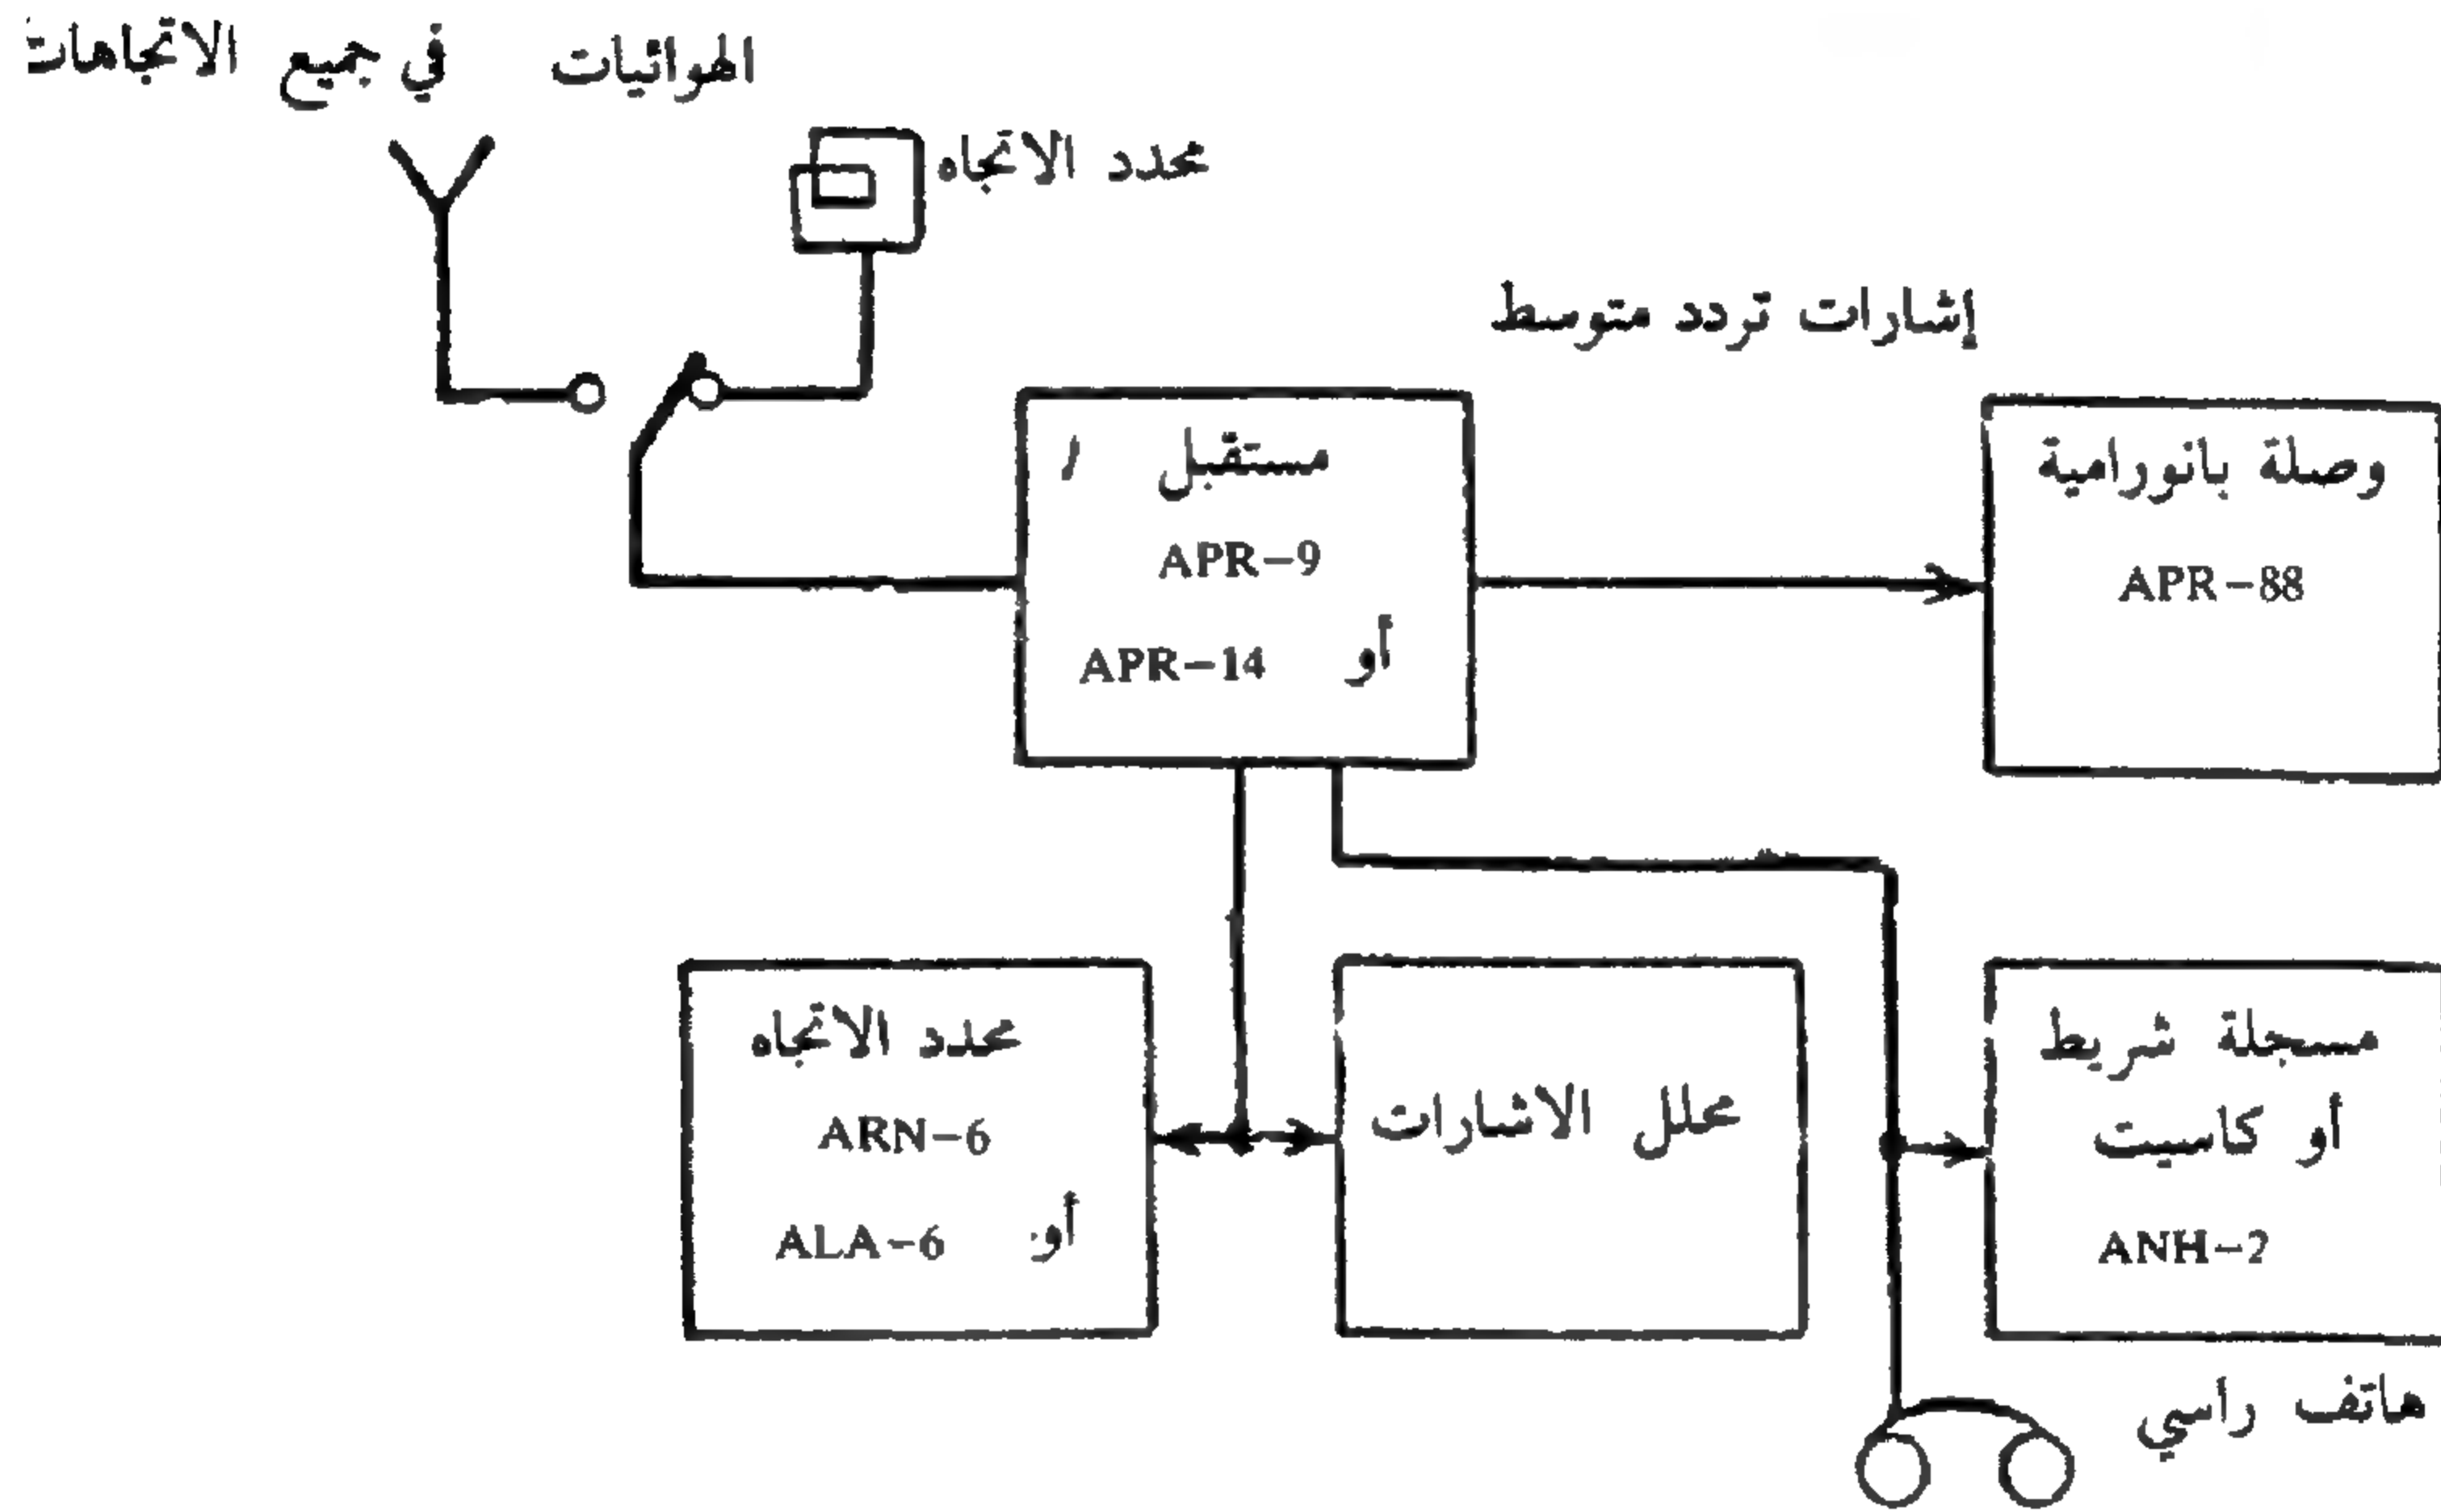 الهوائيات في جميع الاتجاهات
محدد الاتجاه
إشارات تردد متوسط
مستقبل /
APR-9
أو APR-14
وصلة بانورامية
APR-88
محدد الاتجاه
ARN-6
أو ALA-6
محلل الاشارات
مسجلة شريط
أو كاسيت
ANH-2
هاتف راسي